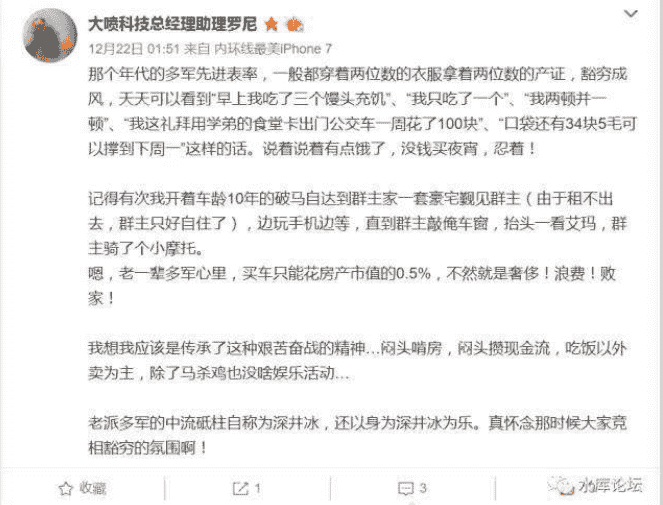 大喷科技总经理助理罗尼
12月22日 01:51 来自 内环线最美iPhone 7
那个年代的多军先进表率，一般都穿着两位数的衣服拿着两位数的产证，豁穷成
风，天天可以看到“早上我吃了三个馒头充饥”、“我只吃了一个”、“我两顿并一
顿”、“我这礼拜用学弟的食堂卡出门公交车一周花了100块”、“口袋还有34块5毛可
以撑到下周一”这样的话。说着说着有点饿了，没钱买夜宵，忍着！
记得有次我开着车龄10年的破马自达到群主家一套豪宅觐见群主（由于租不出
去，群主只好自住了），边玩手机边等，直到群主敲俺车窗，抬头一看艾玛，群
主骑了个小摩托。
嗯，老一辈多军心里，买车只能花房产市值的0.5%，不然就是奢侈！浪费！败
家！
我想我应该是传承了这种艰苦奋战的精神...闷头啃房，闷头攒现金流，吃饭以外
卖为主，除了马杀鸡也没啥娱乐活动...
老派多军的中流砥柱自称为深井冰，还以身为深井冰为乐。真怀念那时候大家竞
相豁穷的氛围啊！
收藏 1 3 水库论坛